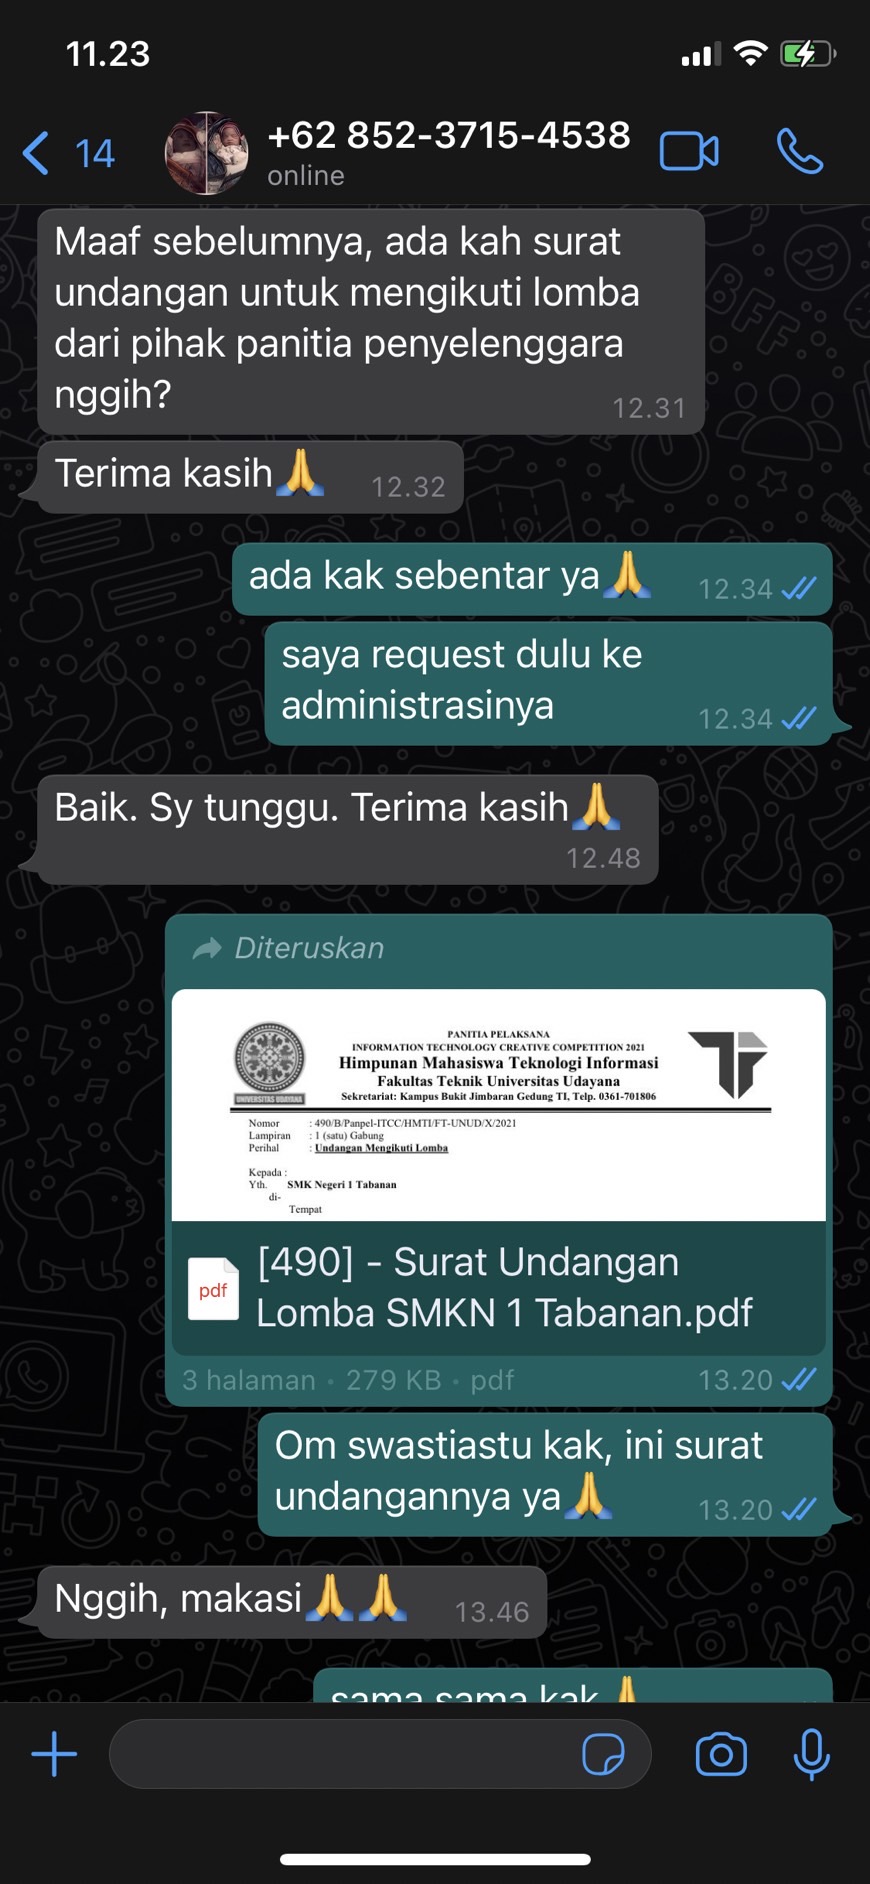 11.23
14
+62 852-3715-4538
online
Maaf sebelumnya, ada kah surat
undangan untuk mengikuti lomba
dari pihak panitia penyelenggara
nggih?
12.31
Terima kasih🙏 12.32
ada kak sebentar ya🙏 12.34
saya request dulu ke
administrasinya 12.34
Baik. Sy tunggu. Terima kasih🙏
12.48
Diteruskan
PANITIA PELAKSANA
INFORMATION TECHNOLOGY CREATIVE COMPETITION 2021
Himpunan Mahasiswa Teknologi Informasi
Fakultas Teknik Universitas Udayana
Sekretariat: Kampus Bukit Jimbaran Gedung TI, Telp. 0361-701806
UNIVERSITAS UDAYANA
Nomor : 490/B/Panpel-ITCC/HMTI/FT-UNUD/X/2021
Lampiran : 1 (satu) Gabung
Perihal : Undangan Mengikuti Lomba
Kepada :
Yth. SMK Negeri 1 Tabanan
di-
Tempat
pdf
[490] - Surat Undangan
Lomba SMKN 1 Tabanan.pdf
3 halaman • 279 KB • pdf 13.20
Om swastiastu kak, ini surat
undangannya ya🙏 13.20
Nggih, makasi🙏🙏 13.46
sama sama kak🙏